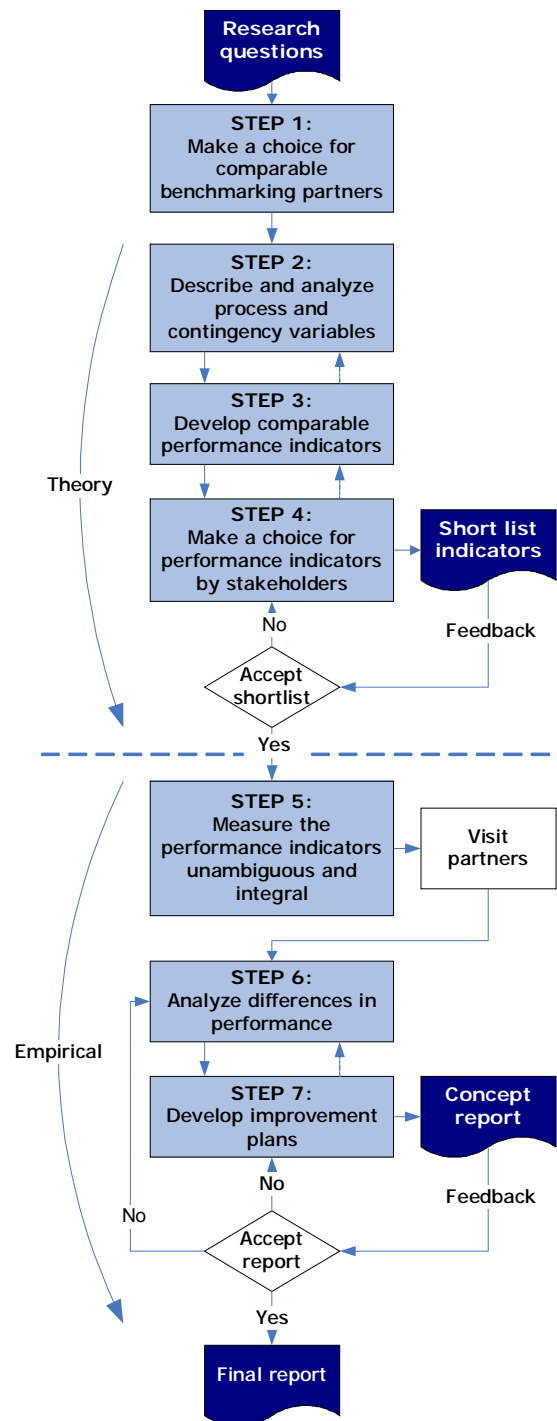 Research
questions
STEP 1:
Make a choice for
comparable
benchmarking partners
STEP 2:
Describe and analyze
process and
contingency variables
STEP 3:
Develop comparable
performance indicators
Theory
STEP 4:
Make a choice for
performance indicators
by stakeholders
Short list
indicators
No
Feedback
Accept
shortlist
Yes
STEP 5:
Measure the
performance indicators
unambiguous and
integral
Visit
partners
STEP 6:
Analyze differences in
performance
Empirical
STEP 7:
Develop improvement
plans
Concept
report
No
Feedback
No
Accept
report
Yes
Final report